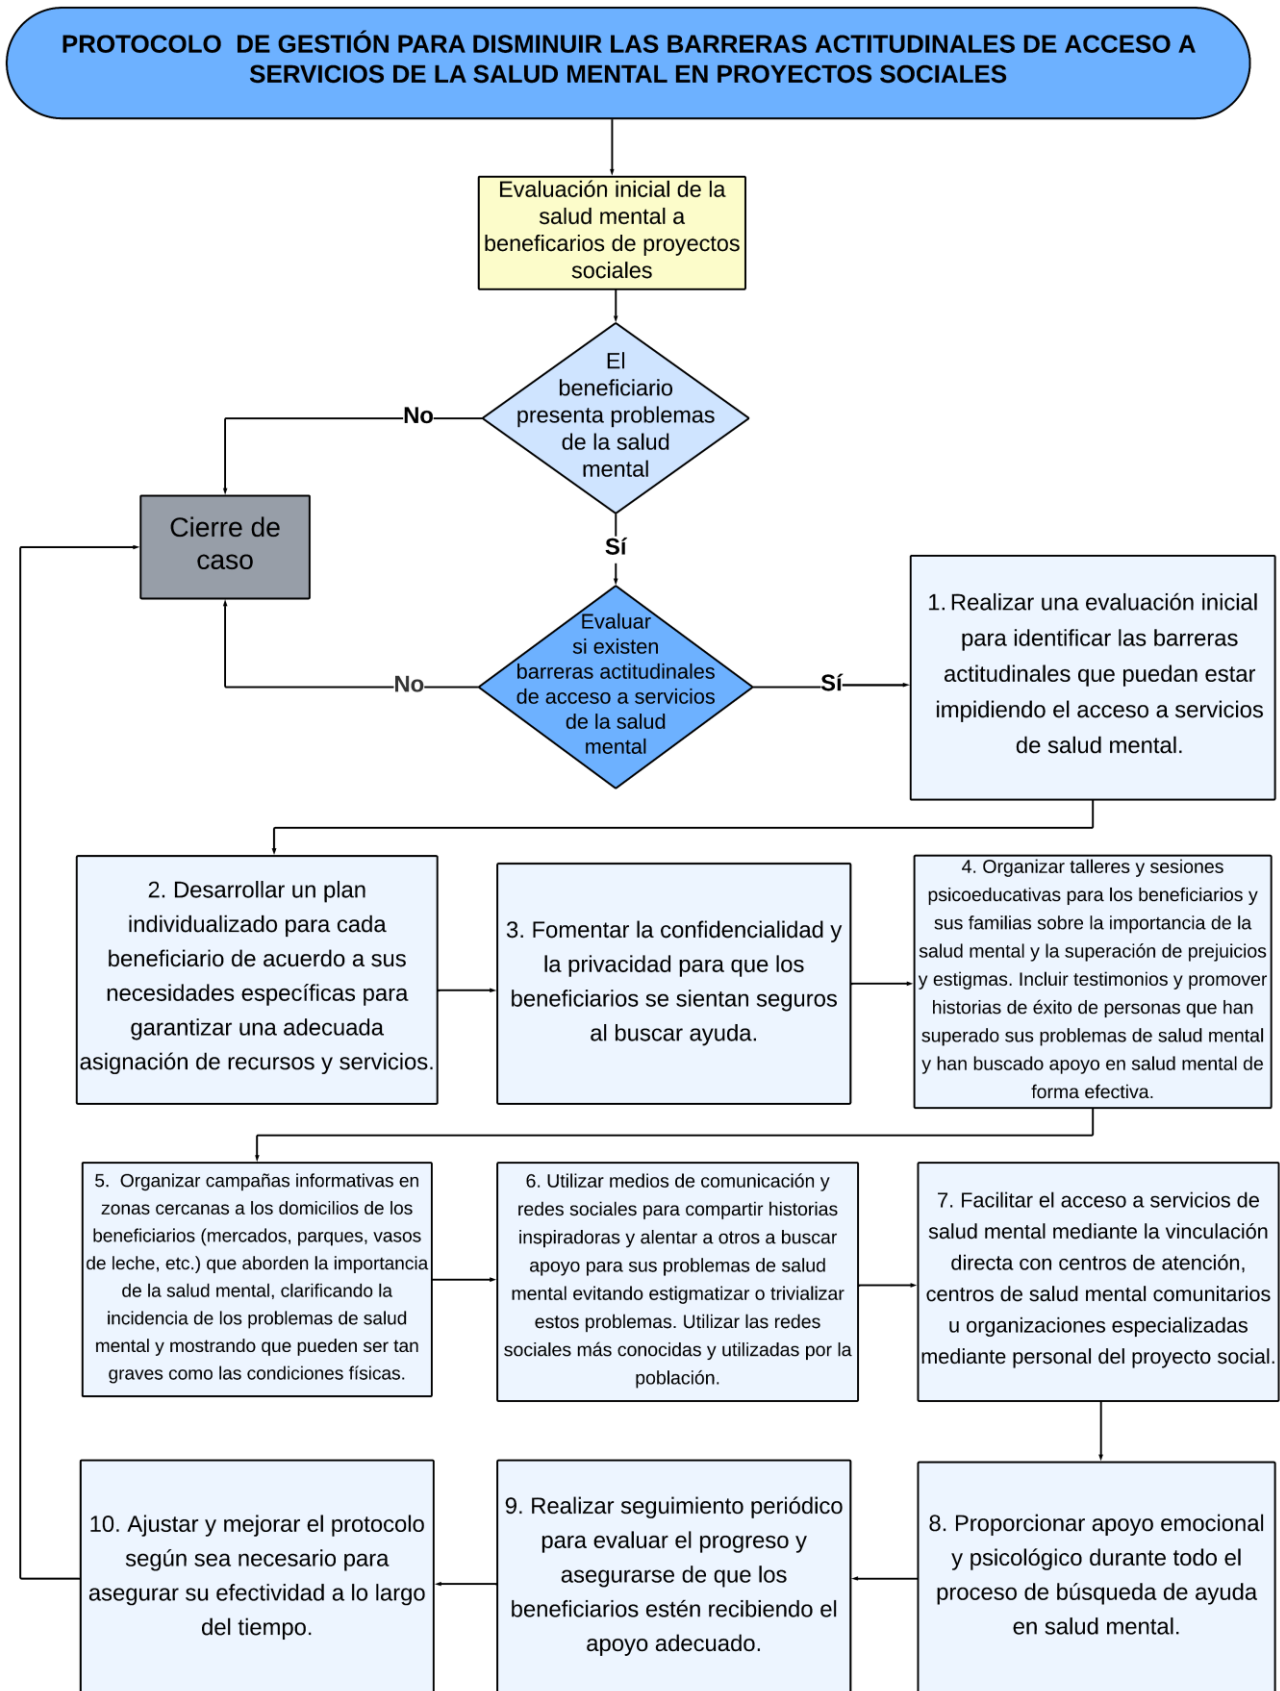 PROTOCOLO DE GESTIÓN PARA DISMINUIR LAS BARRERAS ACTITUDINALES DE ACCESO A
SERVICIOS DE LA SALUD MENTAL EN PROYECTOS SOCIALES
Evaluación inicial de la
salud mental a
beneficarios de proyectos
sociales
El
beneficiario
presenta problemas
de la salud
mental
No
Cierre de
caso
Sí
Evaluar
si existen
barreras actitudinales
de acceso a servicios
de la salud
mental
No
Sí
1. Realizar una evaluación inicial
para identificar las barreras
actitudinales que puedan estar
impidiendo el acceso a servicios
de salud mental.
2. Desarrollar un plan
individualizado para cada
beneficiario de acuerdo a sus
necesidades específicas para
garantizar una adecuada
asignación de recursos y servicios.
3. Fomentar la confidencialidad y
la privacidad para que los
beneficiarios se sientan seguros
al buscar ayuda.
4. Organizar talleres y sesiones
psicoeducativas para los beneficiarios y
sus familias sobre la importancia de la
salud mental y la superación de prejuicios
y estigmas. Incluir testimonios y promover
historias de éxito de personas que han
superado sus problemas de salud mental
y han buscado apoyo en salud mental de
forma efectiva.
5. Organizar campañas informativas en
zonas cercanas a los domicilios de los
beneficiarios (mercados, parques, vasos
de leche, etc.) que aborden la importancia
de la salud mental, clarificando la
incidencia de los problemas de salud
mental y mostrando que pueden ser tan
graves como las condiciones físicas.
6. Utilizar medios de comunicación y
redes sociales para compartir historias
inspiradoras y alentar a otros a buscar
apoyo para sus problemas de salud
mental evitando estigmatizar o trivializar
estos problemas. Utilizar las redes
sociales más conocidas y utilizadas por la
población.
7. Facilitar el acceso a servicios de
salud mental mediante la vinculación
directa con centros de atención,
centros de salud mental comunitarios
u organizaciones especializadas
mediante personal del proyecto social.
8. Proporcionar apoyo emocional
y psicológico durante todo el
proceso de búsqueda de ayuda
en salud mental.
9. Realizar seguimiento periódico
para evaluar el progreso y
asegurarse de que los
beneficiarios estén recibiendo el
apoyo adecuado.
10. Ajustar y mejorar el protocolo
según sea necesario para
asegurar su efectividad a lo largo
del tiempo.